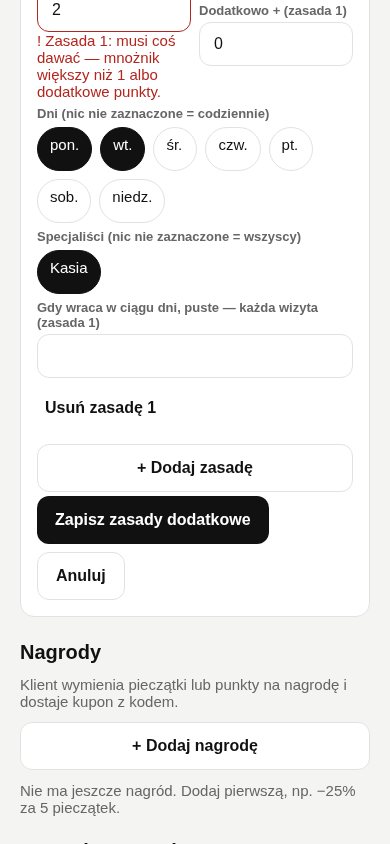 2
Dodatkowo + (zasada 1)
0
! Zasada 1: musi coś
dawać — mnożnik
większy niż 1 albo
dodatkowe punkty.
Dni (nic nie zaznaczone = codziennie)
pon.
wt.
śr.
czw.
pt.
sob.
niedz.
Specjaliści (nic nie zaznaczone = wszyscy)
Kasia
Gdy wraca w ciągu dni, puste — każda wizyta
(zasada 1)
Usuń zasadę 1
+ Dodaj zasadę
Zapisz zasady dodatkowe
Anuluj
Nagrody
Klient wymienia pieczątki lub punkty na nagrodę i
dostaje kupon z kodem.
+ Dodaj nagrodę
Nie ma jeszcze nagród. Dodaj pierwszą, np. −25%
za 5 pieczątek.